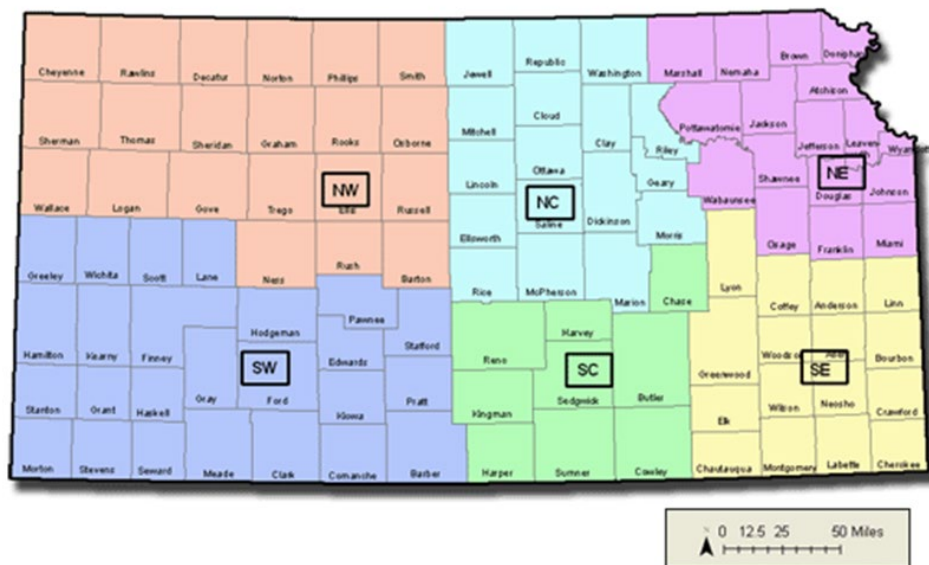 Cheyenne Rawlins Decatur Norton Phillips Smith Jewell Republic Washington Marshall Nemaha Brown Doniphan
Atchison
Sherman Thomas Sheridan Graham Rooks Osborne Mitchell Cloud Clay Riley Pottawatomie Jackson Jefferson Leaven
Wallace Logan Gove Trego NW Russell Lincoln Ottawa Geary Wabaunsee Shawnee NE Johnson
NC Saline Dickinson Douglas
Greeley Wichita Scott Lane Ness Rush Barton Ellsworth Morris Osage Franklin Miami
Rice McPherson Marion Chase Lyon
Hamilton Kearny Finney Hodgeman Pawnee Stafford Harvey Coffey Anderson Linn
SW Gray Ford Edwards Reno SC Sedgwick Butler Greenwood SE Bourbon
Stanton Grant Haskell Kiowa Pratt Kingman Elk Wilson Neosho Crawford
Morton Stevens Seward Meade Clark Comanche Barber Harper Sumner Cowley Chautauqua Montgomery Labette Cherokee
0 12.5 25 50 Miles